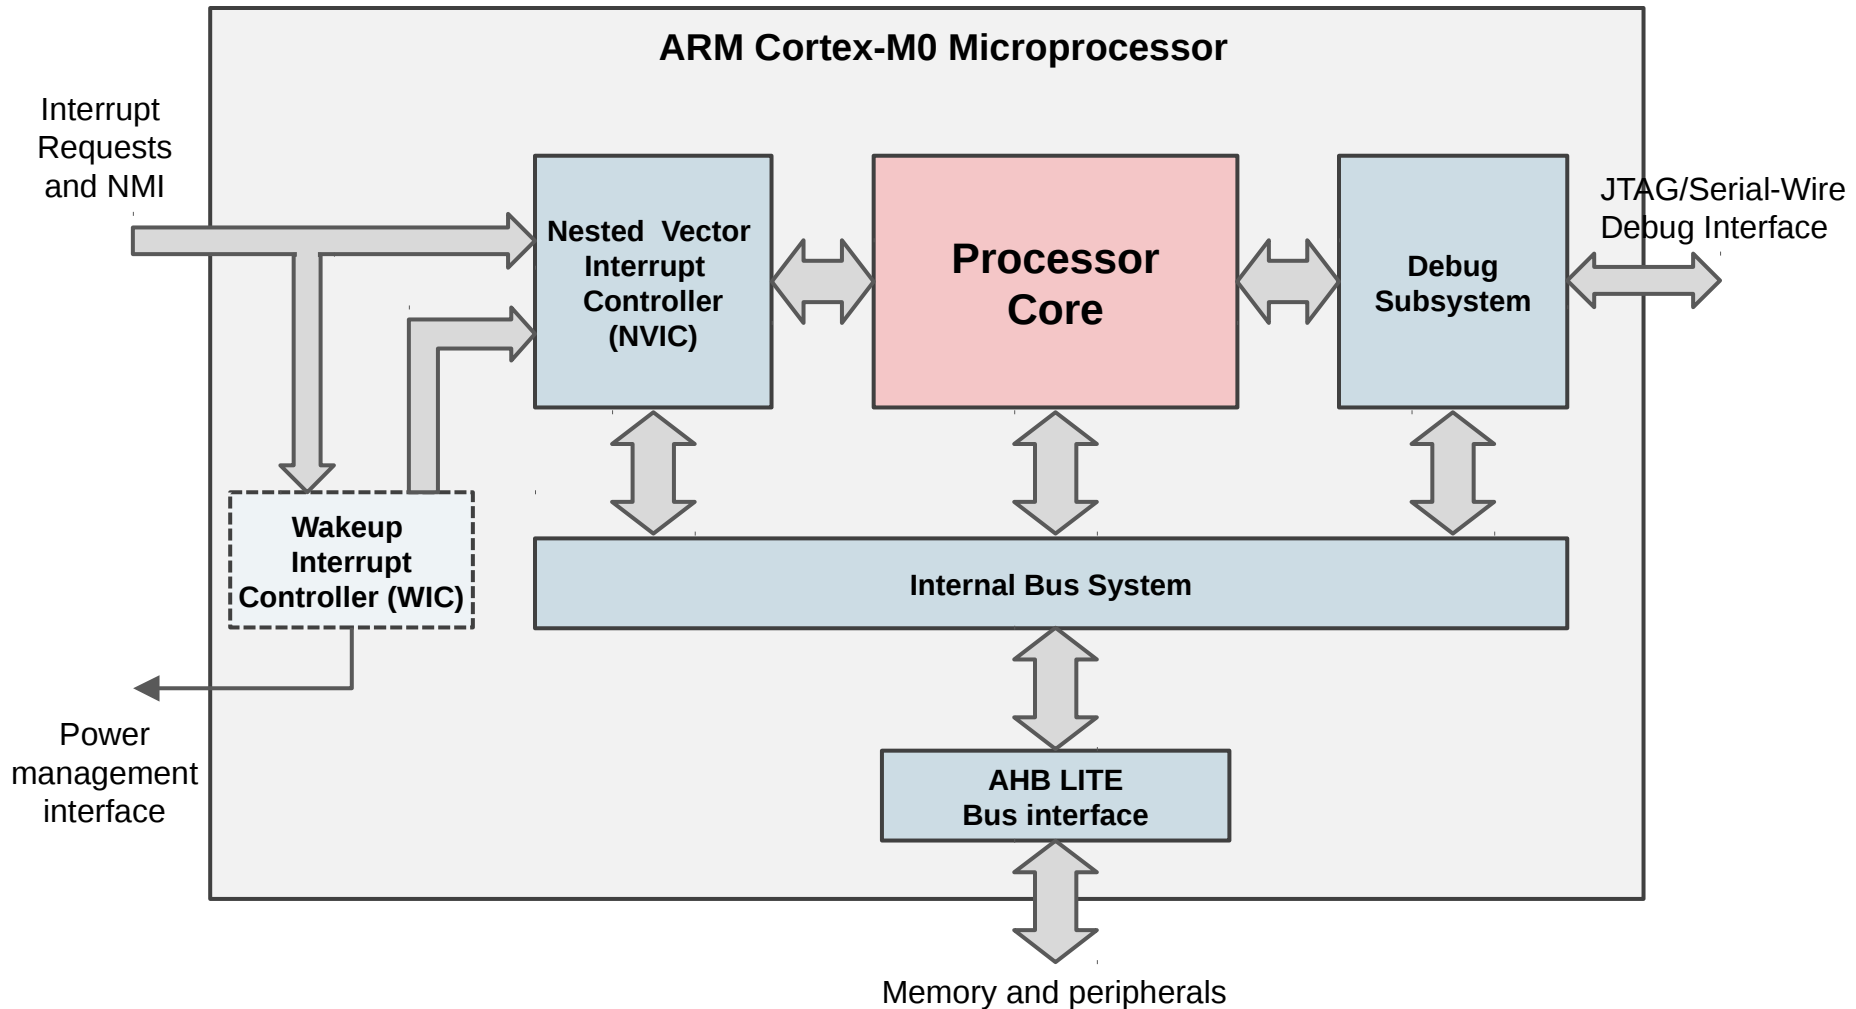 ARM Cortex-M0 Microprocessor
Interrupt
Requests
and NMI
Nested Vector
Interrupt
Controller
(NVIC)
Processor
Core
Debug
Subsystem
JTAG/Serial-Wire
Debug Interface
Wakeup
Interrupt
Controller (WIC)
Internal Bus System
Power
management
interface
AHB LITE
Bus interface
Memory and peripherals